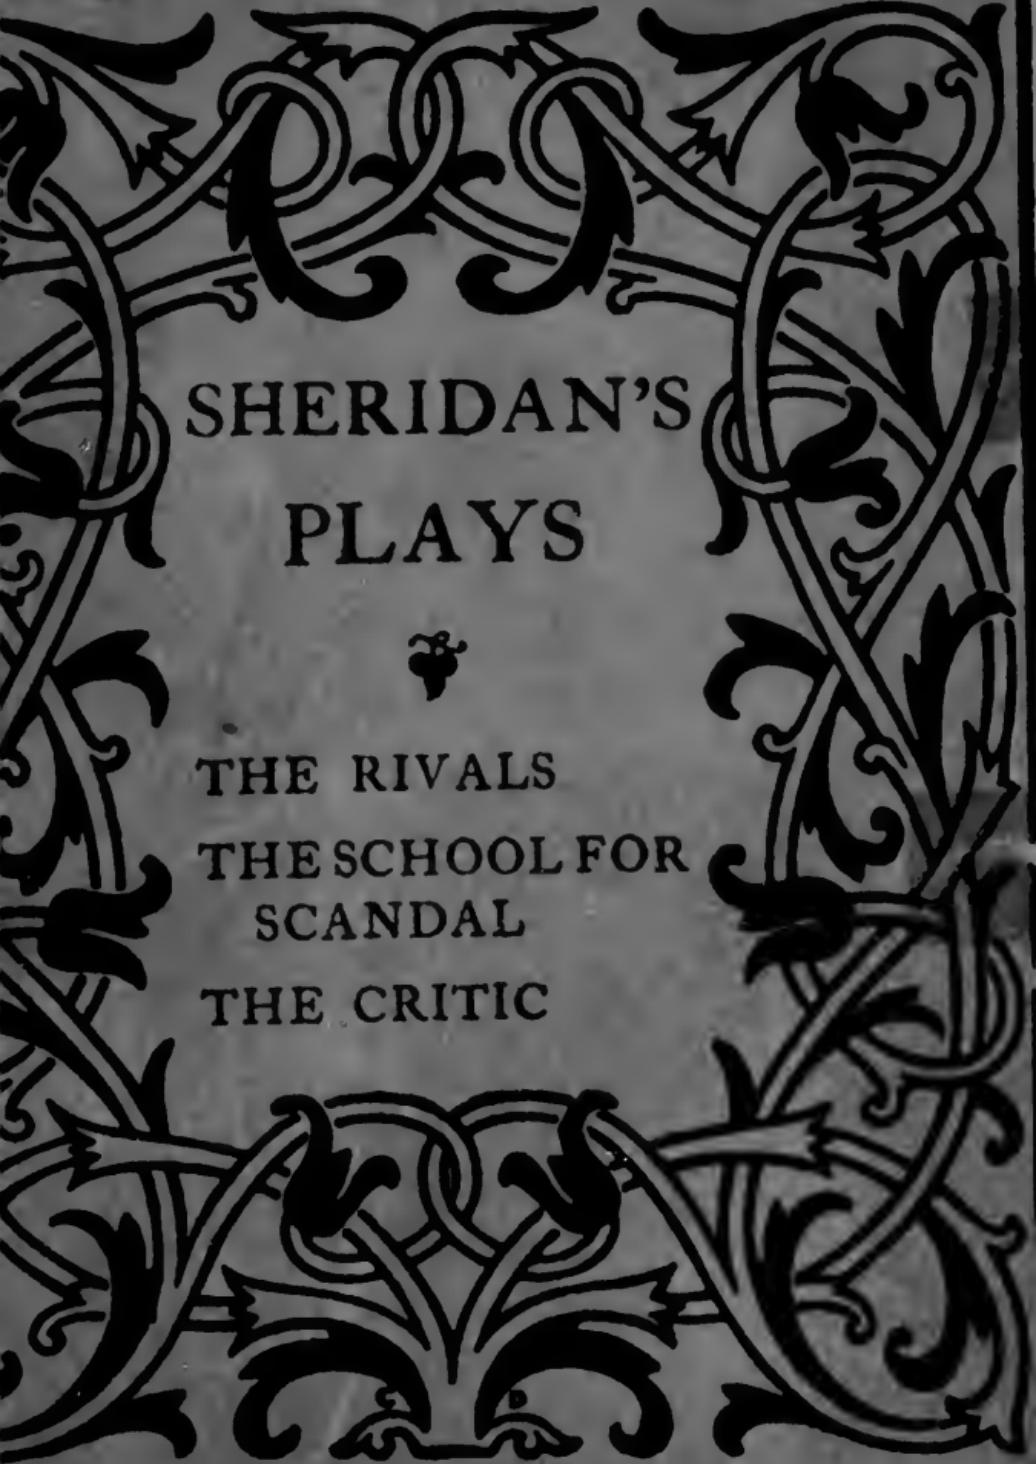 SHERIDAN'S
PLAYS
THE RIVALS
THE SCHOOL FOR
SCANDAL
THE CRITIC
C D